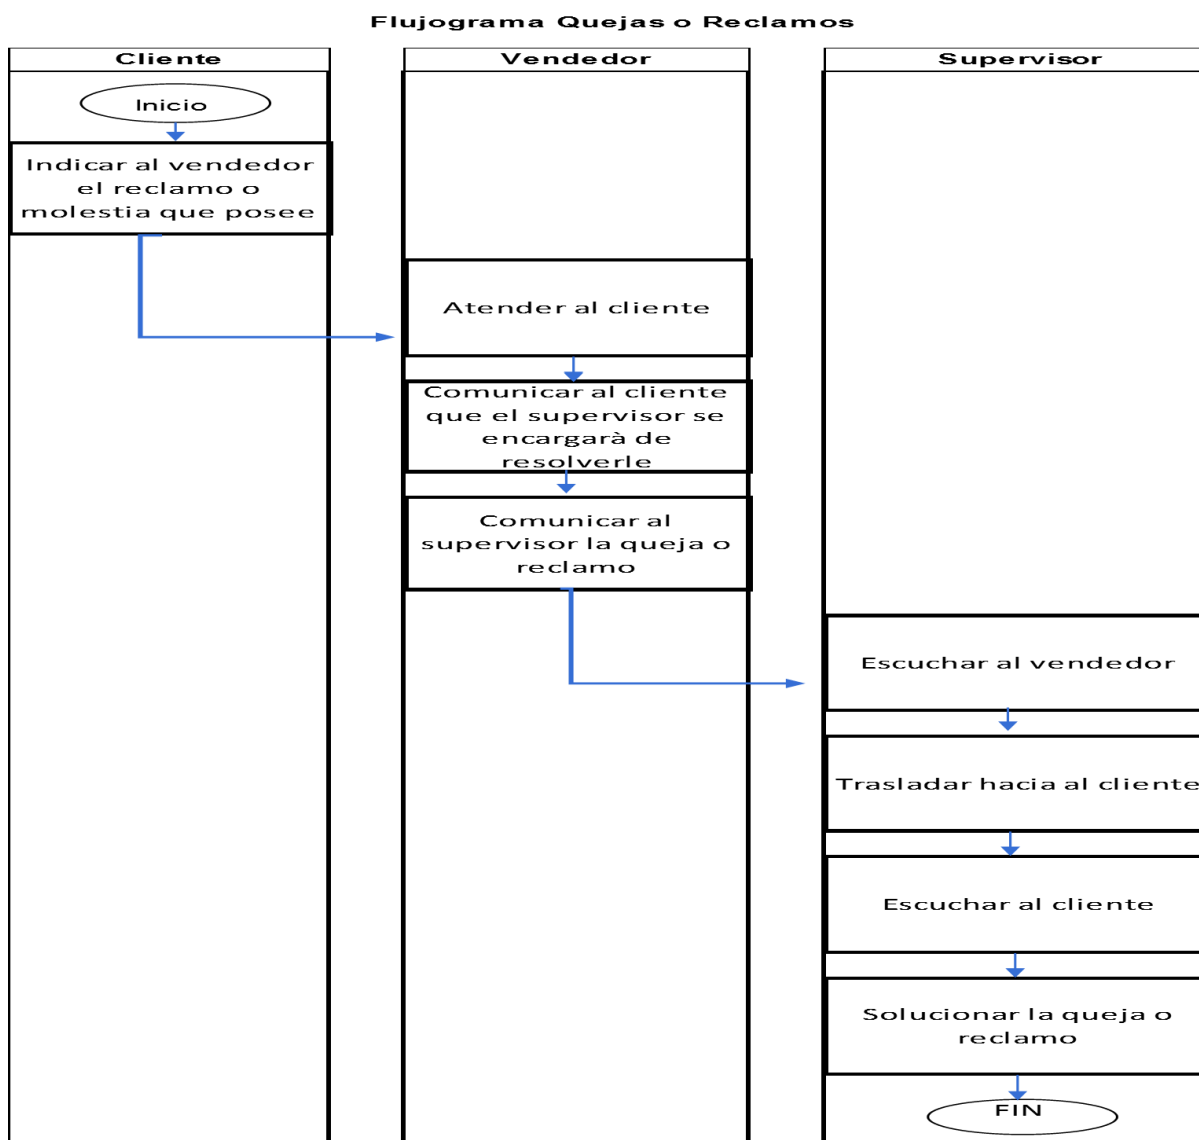 Flujograma Quejas o Reclamos
Cliente
Vendedor
Supervisor
Inicio
Indicar al vendedor
el reclamo o
molestia que posee
Atender al cliente
Comunicar al cliente
que el supervisor se
encargarà de
resolverle
Comunicar al
supervisor la queja o
reclamo
Escuchar al vendedor
Trasladar hacia al cliente
Escuchar al cliente
Solucionar la queja o
reclamo
FIN